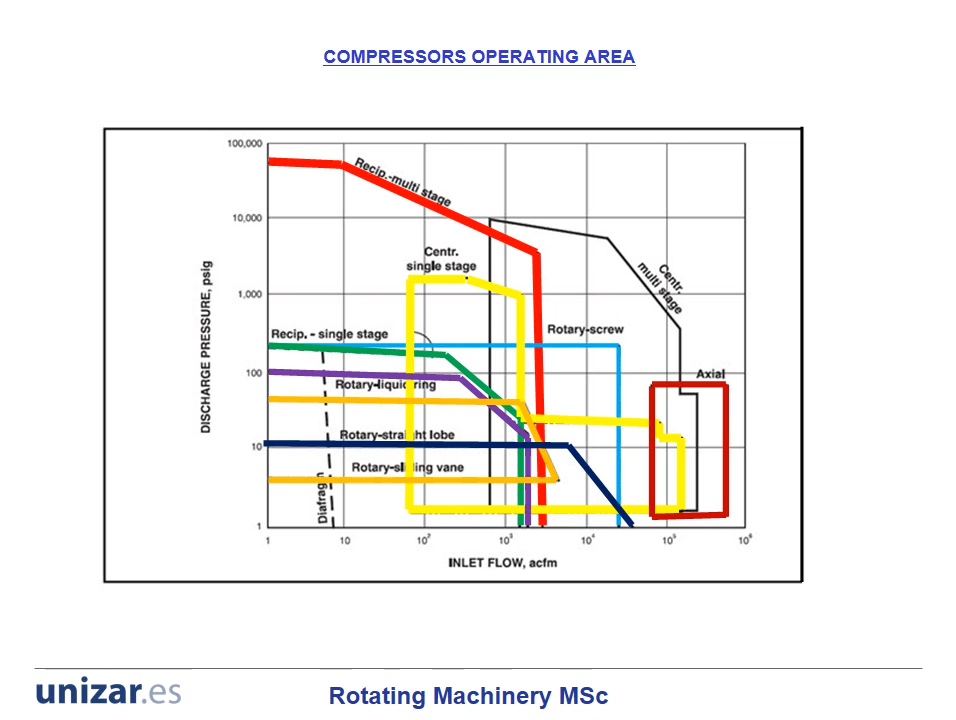 COMPRESSORS OPERATING AREA
100,000
Recip.-multi stage
10,000
Centr.
single stage
Centr.
multi stage
1,000
Recip. - single stage
Rotary-screw
DISCHARGE PRESSURE, psig
100
Axial
Rotary-liquid ring
Rotary-straight lobe
10
Rotary-sliding vane
Diafragm
1
1 10 10² 10³ 10⁴ 10⁵ 10⁶
INLET FLOW, acfm
unizar.es
Rotating Machinery MSc